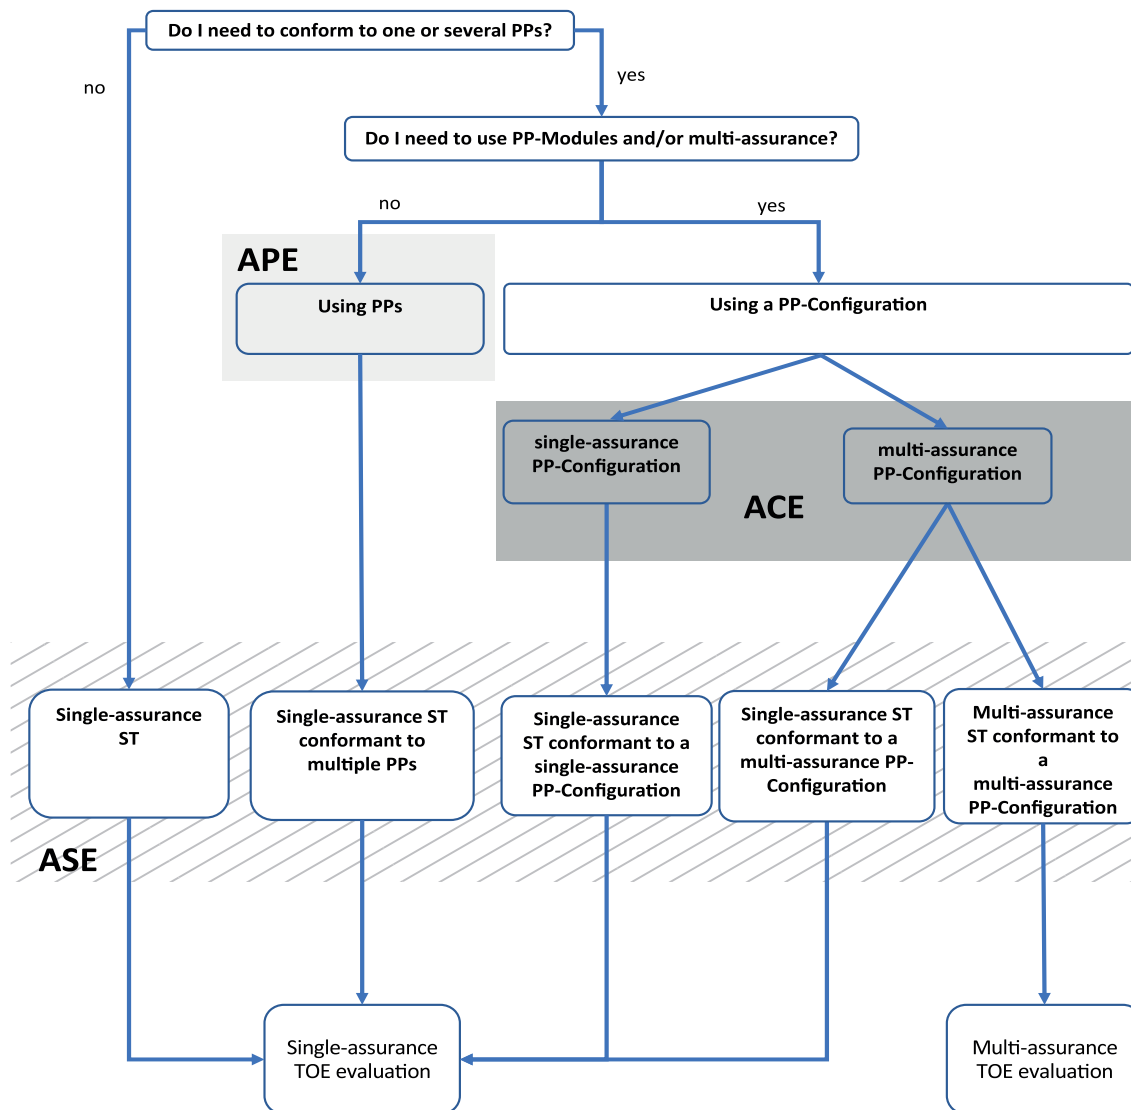 Do I need to conform to one or several PPs?
no
yes
Do I need to use PP-Modules and/or multi-assurance?
no
yes
APE
Using PPs
Using a PP-Configuration
single-assurance
PP-Configuration
multi-assurance
PP-Configuration
ACE
Single-assurance
ST
Single-assurance ST
conformant to
multiple PPs
Single-assurance
ST conformant to a
single-assurance
PP-Configuration
Single-assurance ST
conformant to a
multi-assurance PP-
Configuration
Multi-assurance
ST conformant to
a
multi-assurance
PP-Configuration
ASE
Single-assurance
TOE evaluation
Multi-assurance
TOE evaluation